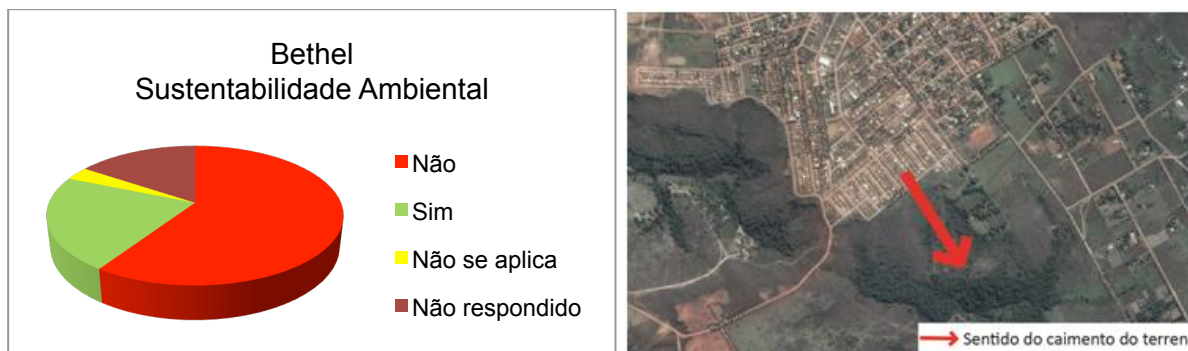 Bethel
Sustentabilidade Ambiental
Não
Sim
Não se aplica
Não respondido
Sentido do caimento do terren